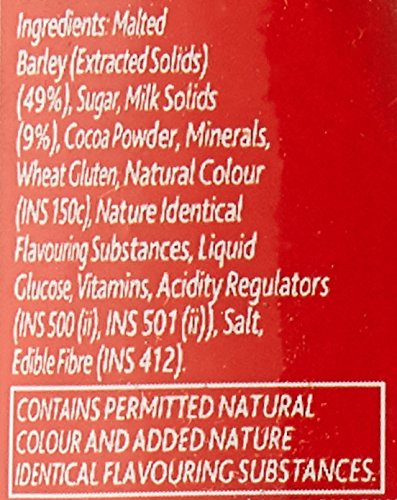 Ingredients: Malted
Barley (Extracted Solids)
(49%), Sugar, Milk Solids
(9%), Cocoa Powder, Minerals,
Wheat Gluten, Natural Colour
(INS 150c), Nature Identical
Flavouring Substances, Liquid
Glucose, Vitamins, Acidity Regulators
(INS 500 (ii), INS 501 (ii)), Salt,
Edible Fibre (INS 412).
CONTAINS PERMITTED NATURAL
COLOUR AND ADDED NATURE
IDENTICAL FLAVOURING SUBSTANCES.